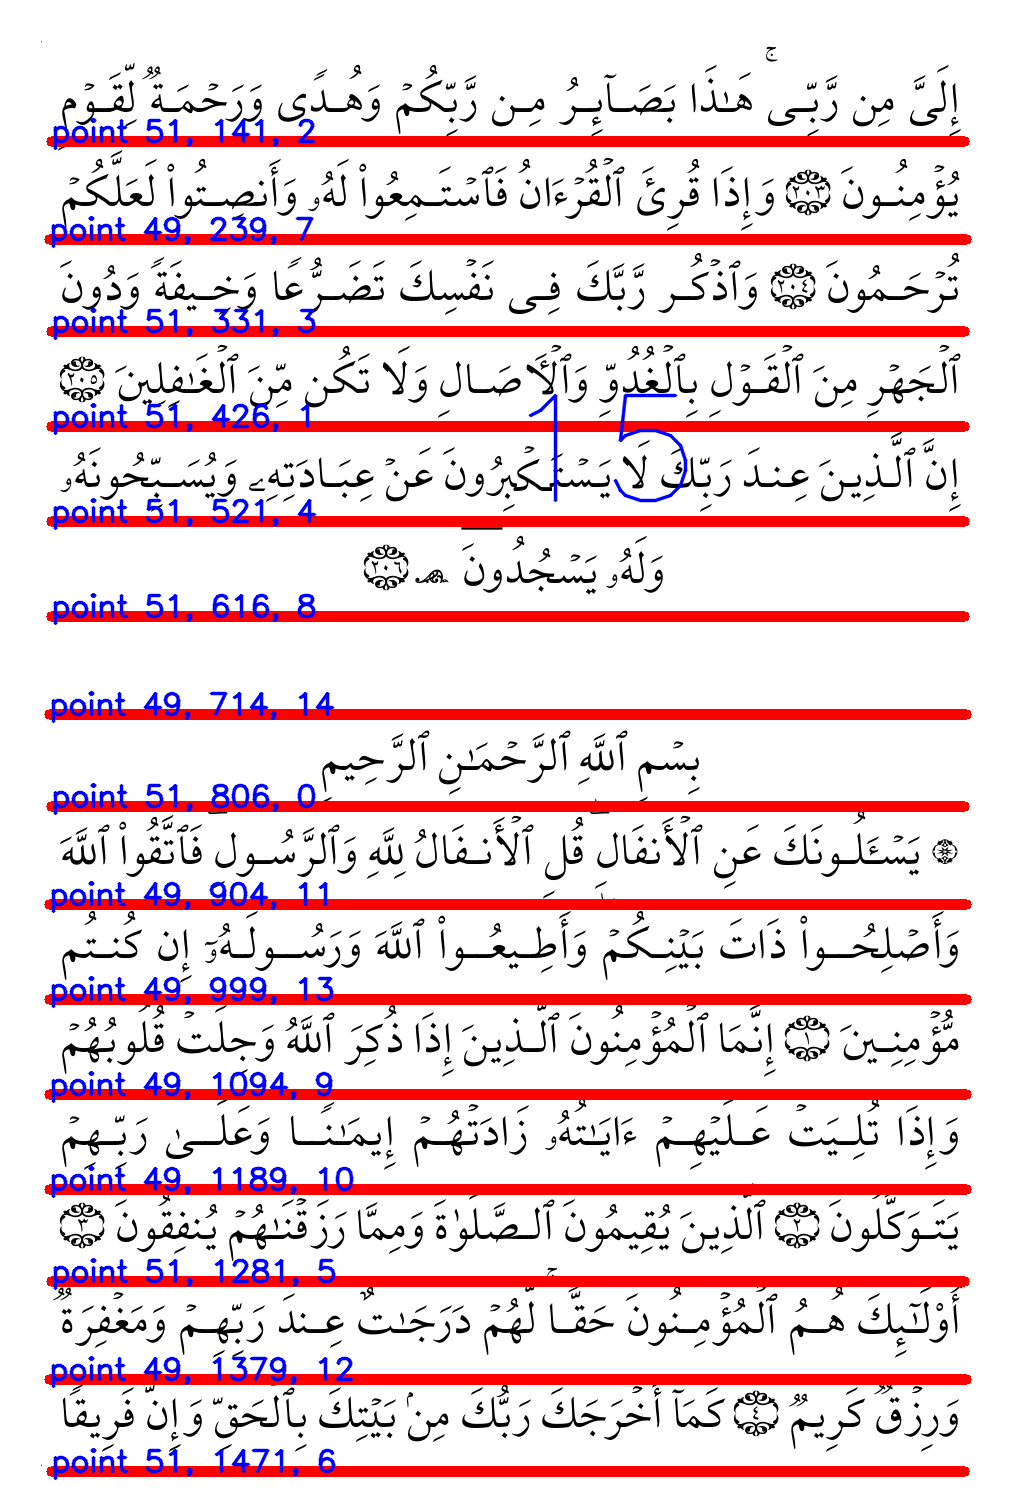 إِلَىَّ مِن رَّبِّى ۚ هَـٰذَا بَصَآئِرُ مِن رَّبِّكُمْ وَهُدًى وَرَحْمَةٌ لِّقَوْمٍ
point 51, 141, 2
يُؤْمِنُونَ ٢٠٣ وَإِذَا قُرِئَ ٱلْقُرْءَانُ فَٱسْتَمِعُوا۟ لَهُۥ وَأَنصِتُوا۟ لَعَلَّكُمْ
point 49, 239, 7
تُرْحَمُونَ ٢٠٤ وَٱذْكُر رَّبَّكَ فِى نَفْسِكَ تَضَرُّعًا وَخِيفَةً وَدُونَ
point 51, 331, 3
ٱلْجَهْرِ مِنَ ٱلْقَوْلِ بِٱلْغُدُوِّ وَٱلْـَٔاصَالِ وَلَا تَكُن مِّنَ ٱلْغَـٰفِلِينَ ٢٠٥
point 51, 426, 1
15
إِنَّ ٱلَّذِينَ عِندَ رَبِّكَ لَا يَسْتَكْبِرُونَ عَنْ عِبَادَتِهِۦ وَيُسَبِّحُونَهُۥ
point 51, 521, 4
وَلَهُۥ يَسْجُدُونَ ۩ ٢٠٦
point 51, 616, 8
point 49, 714, 14
بِسْمِ ٱللَّهِ ٱلرَّحْمَـٰنِ ٱلرَّحِيمِ
point 51, 806, 0
۞ يَسْـَٔلُونَكَ عَنِ ٱلْأَنفَالِ ۖ قُلِ ٱلْأَنفَالُ لِلَّهِ وَٱلرَّسُولِ ۖ فَٱتَّقُوا۟ ٱللَّهَ
point 49, 904, 11
وَأَصْلِحُوا۟ ذَاتَ بَيْنِكُمْ وَأَطِيعُوا۟ ٱللَّهَ وَرَسُولَهُۥٓ إِن كُنتُم
point 49, 999, 13
مُّؤْمِنِينَ ١ إِنَّمَا ٱلْمُؤْمِنُونَ ٱلَّذِينَ إِذَا ذُكِرَ ٱللَّهُ وَجِلَتْ قُلُوبُهُمْ
point 49, 1094, 9
وَإِذَا تُلِيَتْ عَلَيْهِمْ ءَايَـٰتُهُۥ زَادَتْهُمْ إِيمَـٰنًا وَعَلَىٰ رَبِّهِمْ
point 49, 1189, 10
يَتَوَكَّلُونَ ٢ ٱلَّذِينَ يُقِيمُونَ ٱلصَّلَوٰةَ وَمِمَّا رَزَقْنَـٰهُمْ يُنفِقُونَ ٣
point 51, 1281, 5
أُو۟لَـٰٓئِكَ هُمُ ٱلْمُؤْمِنُونَ حَقًّا ۚ لَّهُمْ دَرَجَـٰتٌ عِندَ رَبِّهِمْ وَمَغْفِرَةٌ
point 49, 1379, 12
وَرِزْقٌ كَرِيمٌ ٤ كَمَآ أَخْرَجَكَ رَبُّكَ مِنۢ بَيْتِكَ بِٱلْحَقِّ وَإِنَّ فَرِيقًا
point 51, 1471, 6